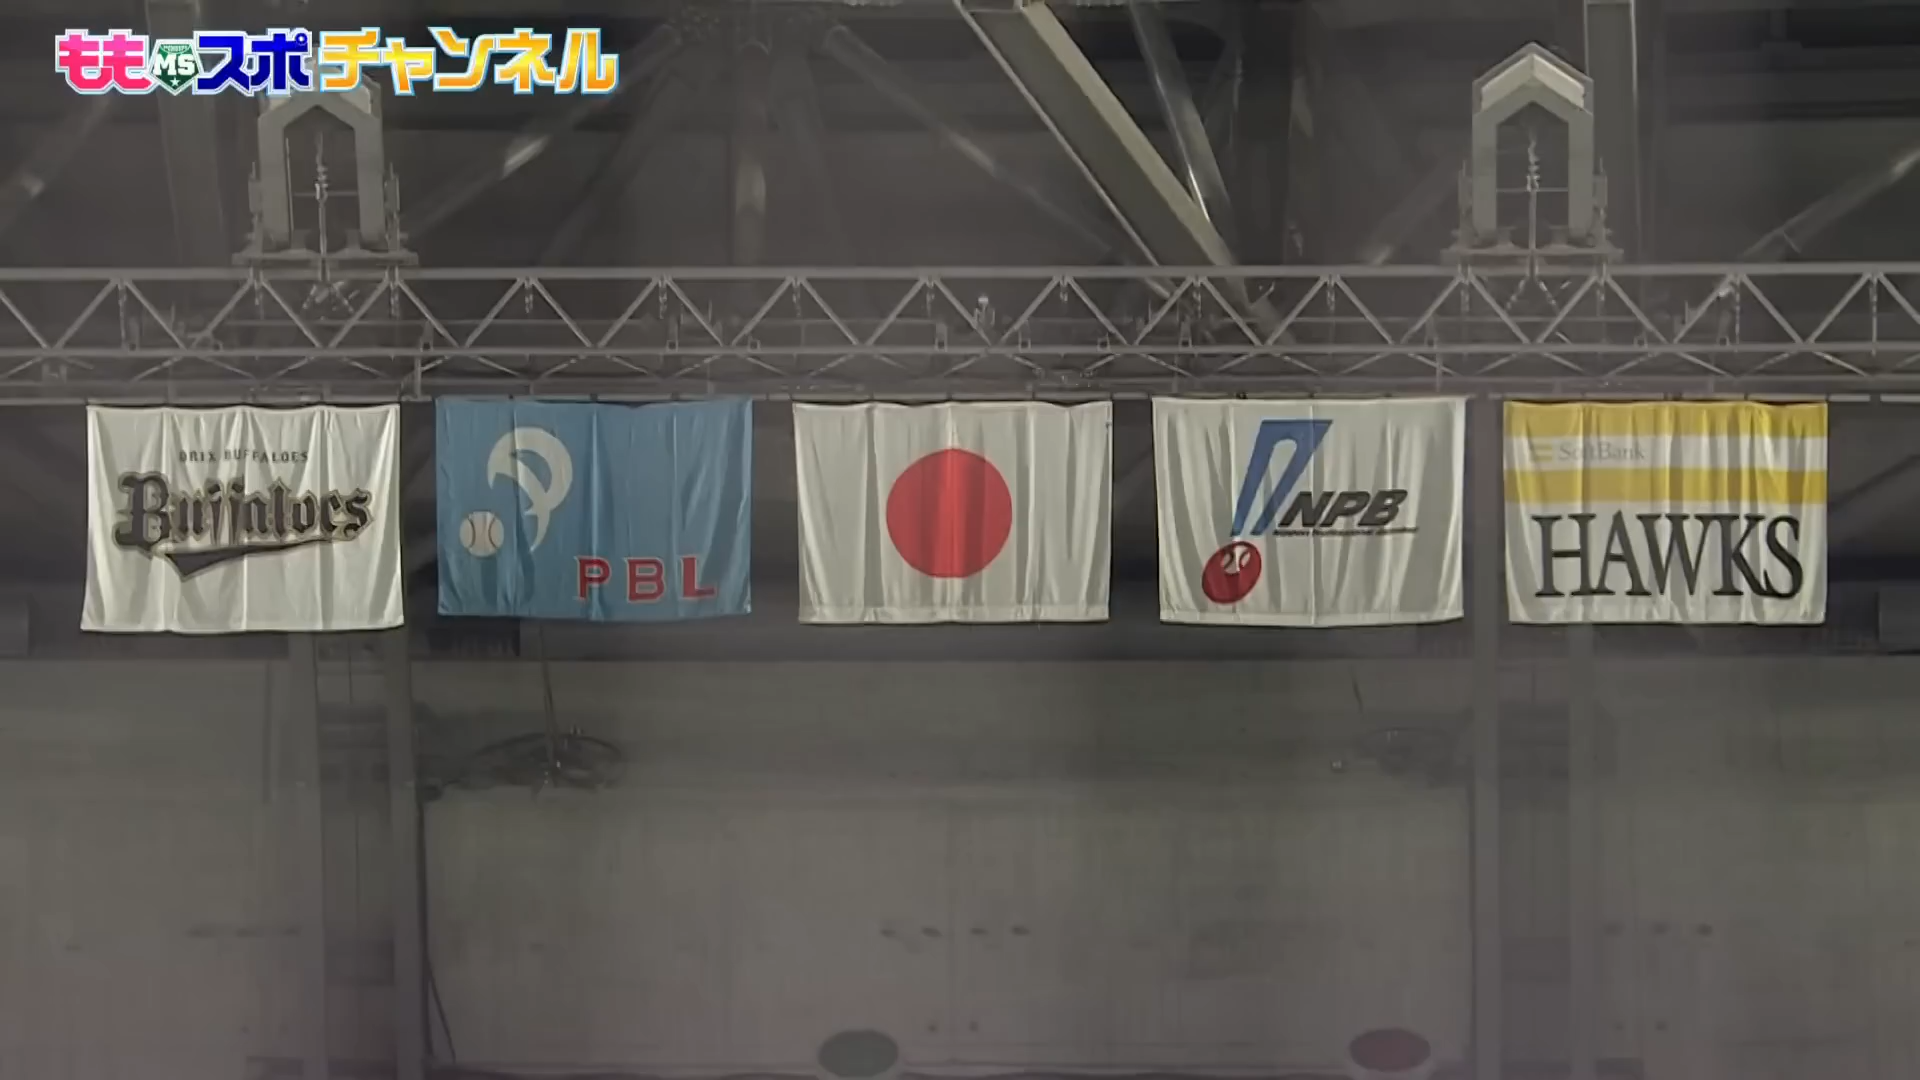 ももMSスポチャンネル
ORIX BUFFALOES
Buffaloes
PBL
NPB
SoftBank
HAWKS